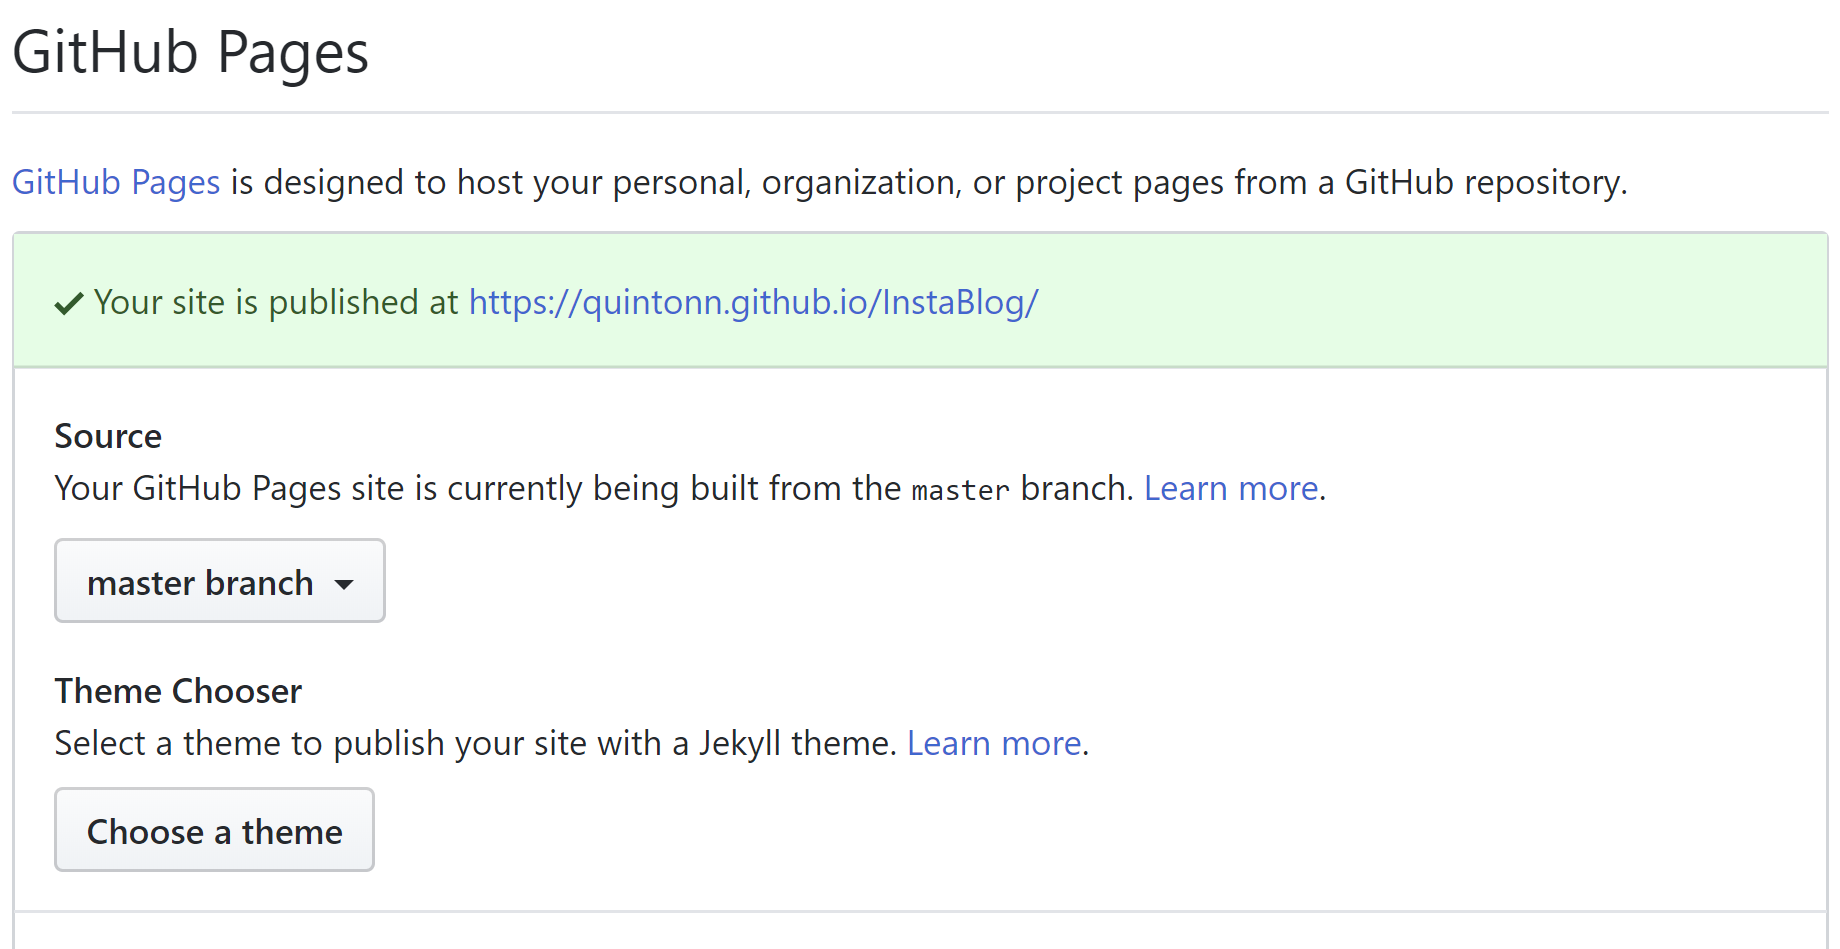 GitHub Pages
GitHub Pages is designed to host your personal, organization, or project pages from a GitHub repository.
Your site is published at https://quintonn.github.io/InstaBlog/
Source
Your GitHub Pages site is currently being built from the master branch. Learn more.
master branch
Theme Chooser
Select a theme to publish your site with a Jekyll theme. Learn more.
Choose a theme